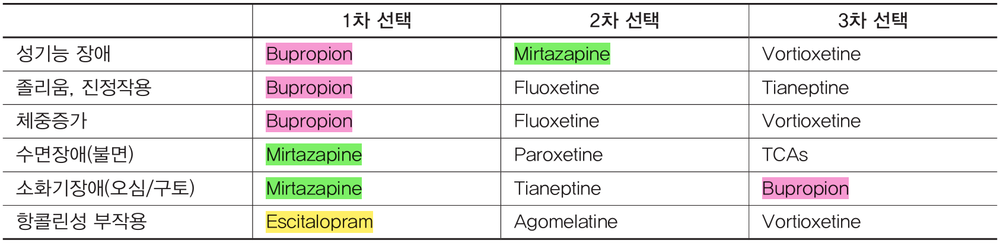 1차 선택 2차 선택 3차 선택
성기능 장애 Bupropion Mirtazapine Vortioxetine
졸리움, 진정작용 Bupropion Fluoxetine Tianeptine
체중증가 Bupropion Fluoxetine Vortioxetine
수면장애(불면) Mirtazapine Paroxetine TCAs
소화기장애(오심/구토) Mirtazapine Tianeptine Bupropion
항콜린성 부작용 Escitalopram Agomelatine Vortioxetine